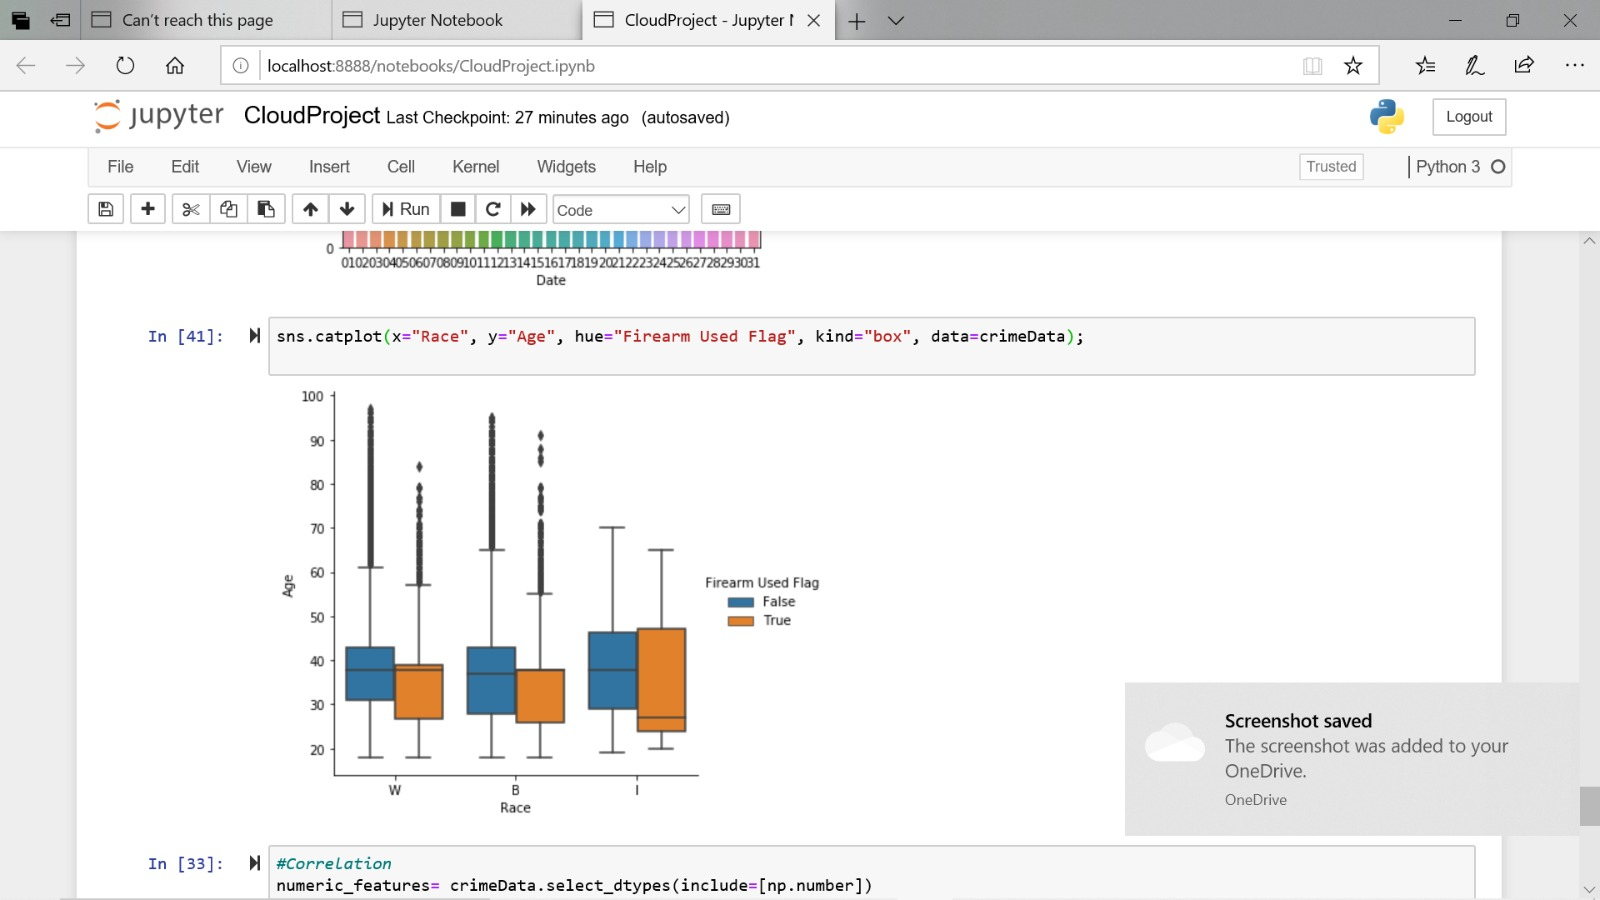 Can't reach this page
Jupyter Notebook
CloudProject - Jupyter N
localhost:8888/notebooks/CloudProject.ipynb
jupyter CloudProject Last Checkpoint: 27 minutes ago (autosaved)
Logout
File Edit View Insert Cell Kernel Widgets Help
Trusted
Python 3
Run
Code
0
01020304050607080910111213141516171819202122232425262728293031
Date
In [41]:
sns.catplot(x="Race", y="Age", hue="Firearm Used Flag", kind="box", data=crimeData);
100
90
80
70
60
50
40
30
20
Age
W B I
Race
Firearm Used Flag
False
True
Screenshot saved
The screenshot was added to your
OneDrive.
OneDrive
In [33]:
#Correlation
numeric_features= crimeData.select_dtypes(include=[np.number])